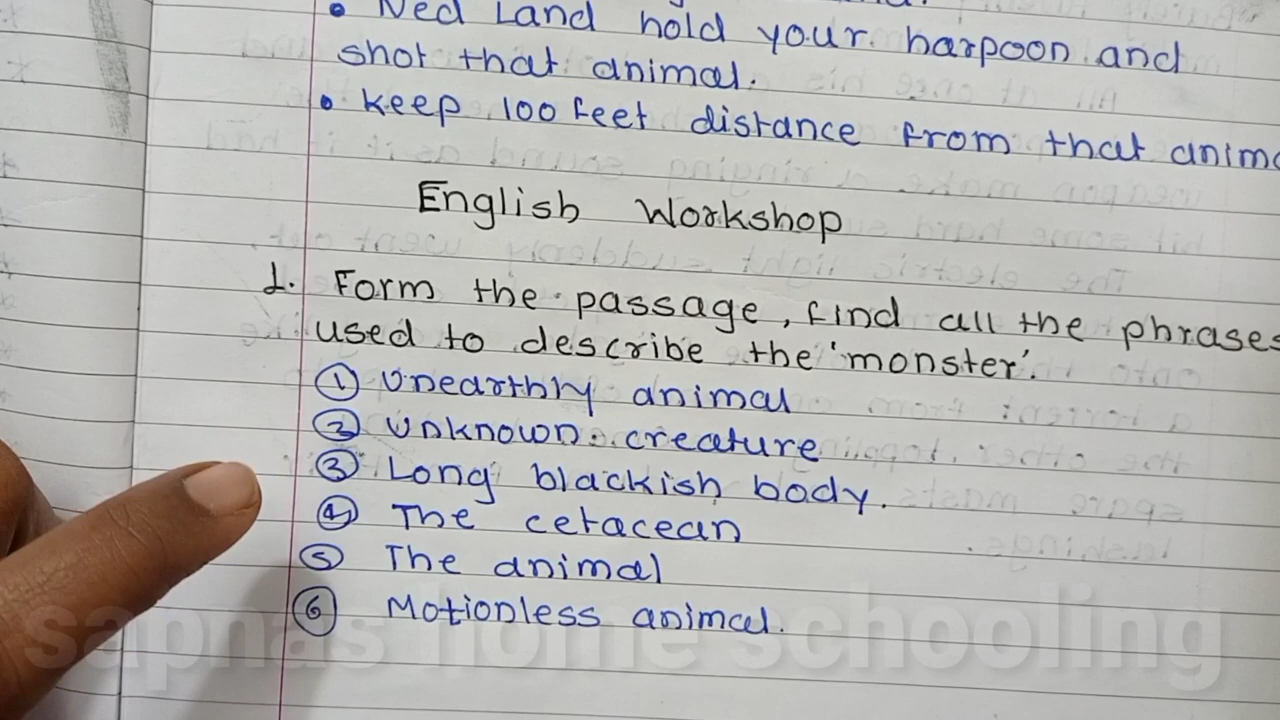 Ned Land hold your harpoon and
shot that animal.
• Keep 100 feet distance from that anima
English Workshop
1. Form the passage, find all the phrases
used to describe the 'monster'.
① Unearthly animal
② Unknown creature
③ Long blackish body.
④ The cetacean
⑤ The animal
⑥ Motionless animal.
sapnas home schooling